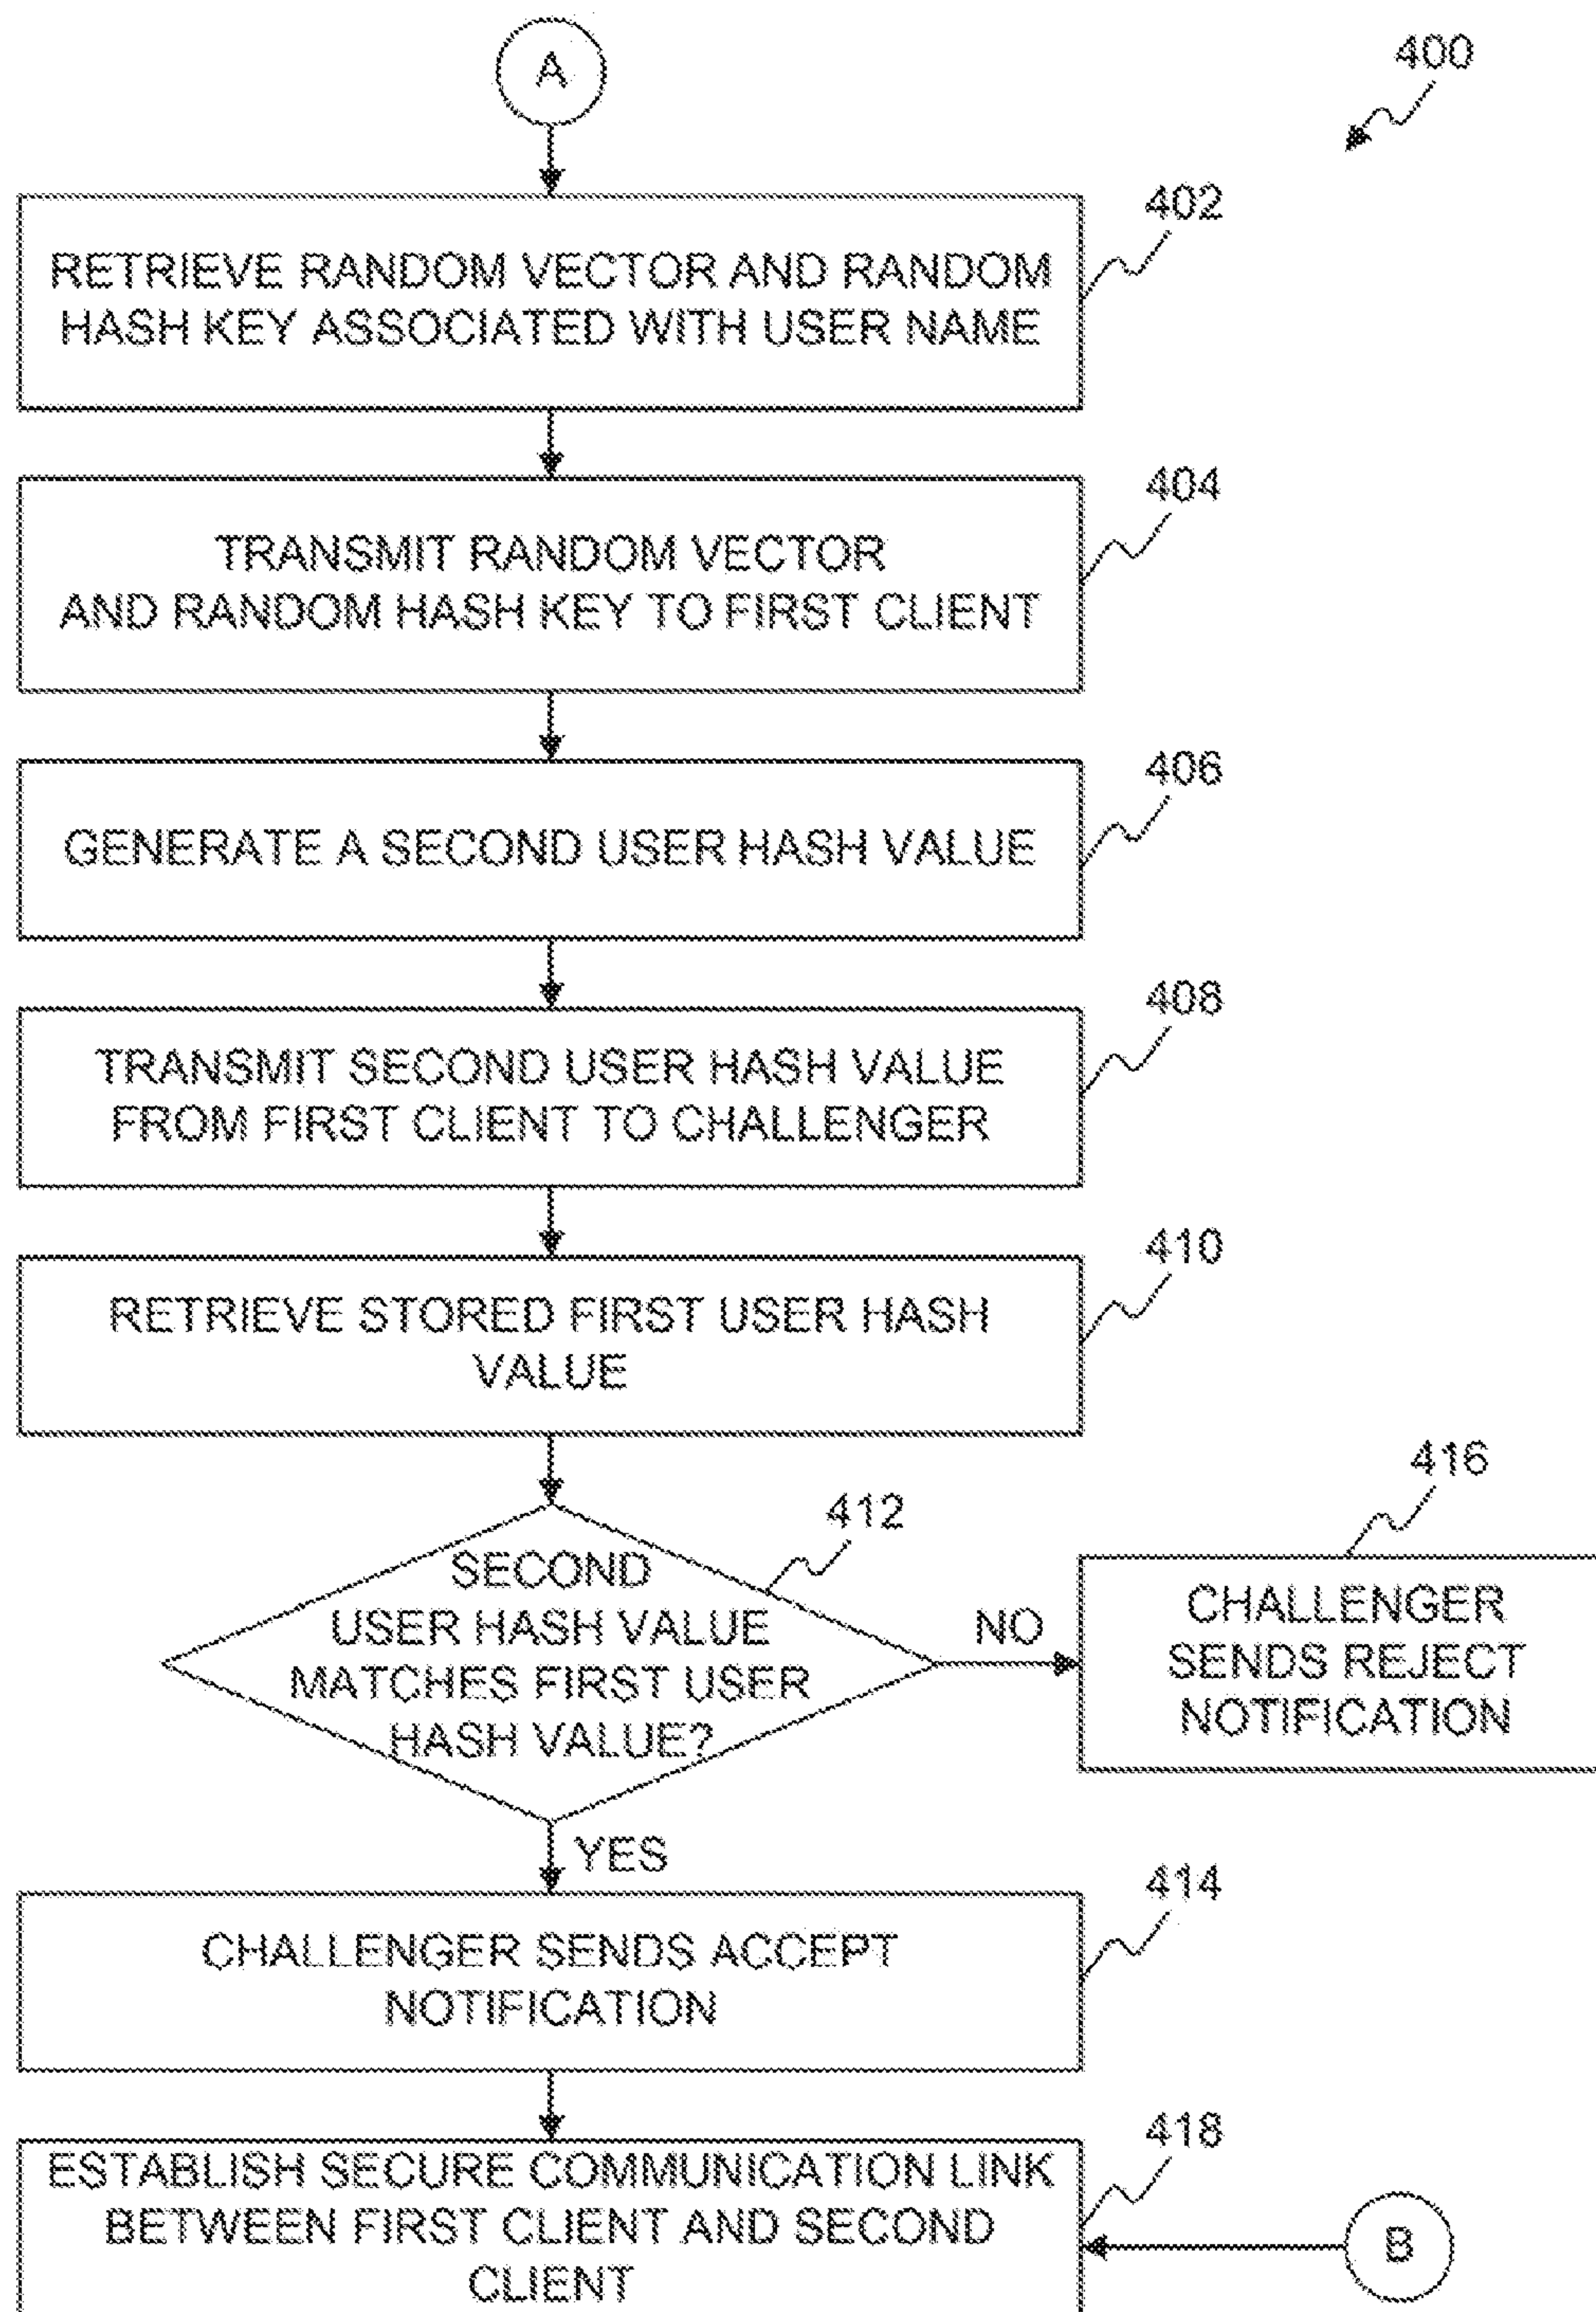 A
400
402
RETRIEVE RANDOM VECTOR AND RANDOM
HASH KEY ASSOCIATED WITH USER NAME
404
TRANSMIT RANDOM VECTOR
AND RANDOM HASH KEY TO FIRST CLIENT
406
GENERATE A SECOND USER HASH VALUE
408
TRANSMIT SECOND USER HASH VALUE
FROM FIRST CLIENT TO CHALLENGER
410
RETRIEVE STORED FIRST USER HASH
VALUE
412
SECOND
USER HASH VALUE
MATCHES FIRST USER
HASH VALUE?
NO
416
CHALLENGER
SENDS REJECT
NOTIFICATION
YES
414
CHALLENGER SENDS ACCEPT
NOTIFICATION
418
ESTABLISH SECURE COMMUNICATION LINK
BETWEEN FIRST CLIENT AND SECOND
CLIENT
B